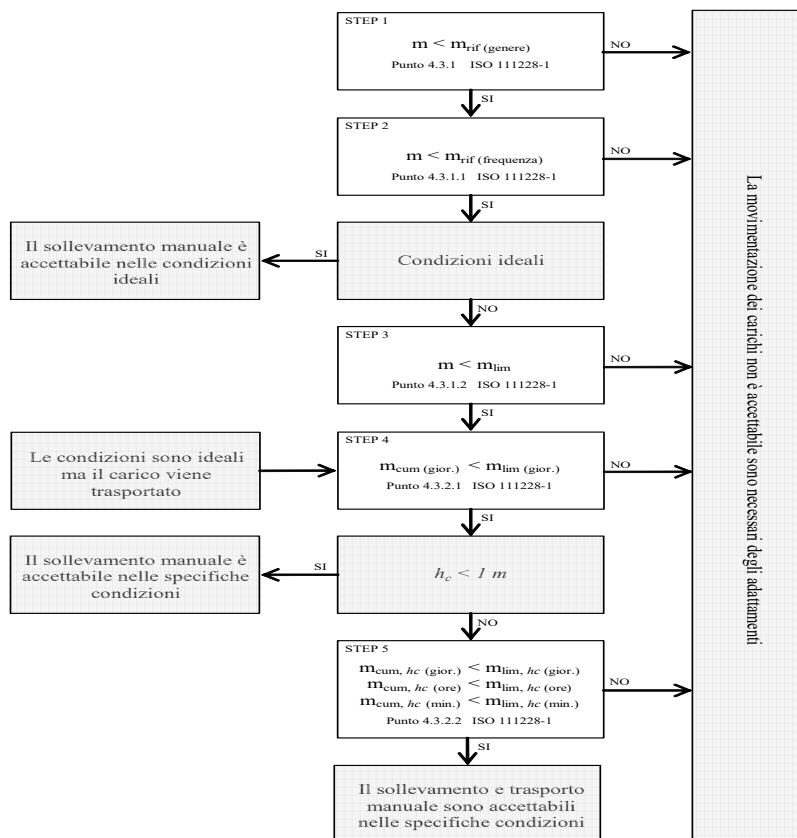 STEP 1
m < mrif (genere)
Punto 4.3.1 ISO 111228-1
NO
SI
STEP 2
m < mrif (frequenza)
Punto 4.3.1.1 ISO 111228-1
NO
SI
Il sollevamento manuale è
accettabile nelle condizioni
ideali
SI
Condizioni ideali
NO
STEP 3
m < mlim
Punto 4.3.1.2 ISO 111228-1
NO
SI
Le condizioni sono ideali
ma il carico viene
trasportato
STEP 4
mcum (gior.) < mlim (gior.)
Punto 4.3.2.1 ISO 111228-1
NO
SI
Il sollevamento manuale è
accettabile nelle specifiche
condizioni
SI
hc < 1 m
NO
STEP 5
mcum, hc (gior.) < mlim, hc (gior.)
mcum, hc (ore) < mlim, hc (ore)
mcum, hc (min.) < mlim, hc (min.)
Punto 4.3.2.2 ISO 111228-1
NO
SI
Il sollevamento e trasporto
manuale sono accettabili
nelle specifiche condizioni
La movimentazione dei carichi non è accettabile sono necessari degli adattamenti